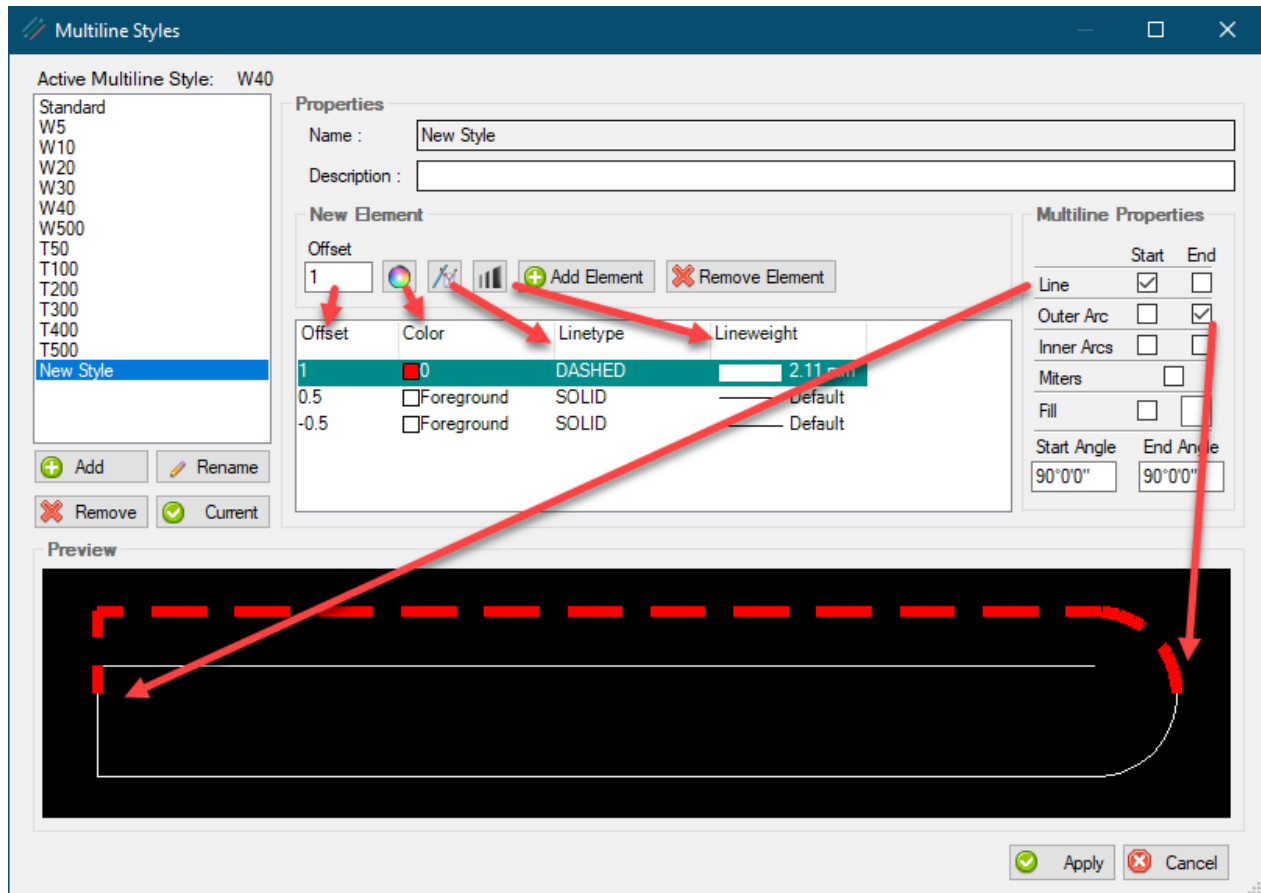 Multiline Styles
Active Multiline Style: W40
Standard
W5
W10
W20
W30
W40
W500
T50
T100
T200
T300
T400
T500
New Style
Add
Rename
Remove
Current
Properties
Name : New Style
Description :
New Element
Offset
1
Add Element
Remove Element
Offset Color Linetype Lineweight
1 0 DASHED 2.11 mm
0.5 Foreground SOLID Default
-0.5 Foreground SOLID Default
Multiline Properties
Start End
Line
Outer Arc
Inner Arcs
Miters
Fill
Start Angle End Angle
90°0'0" 90°0'0"
Preview
Apply
Cancel